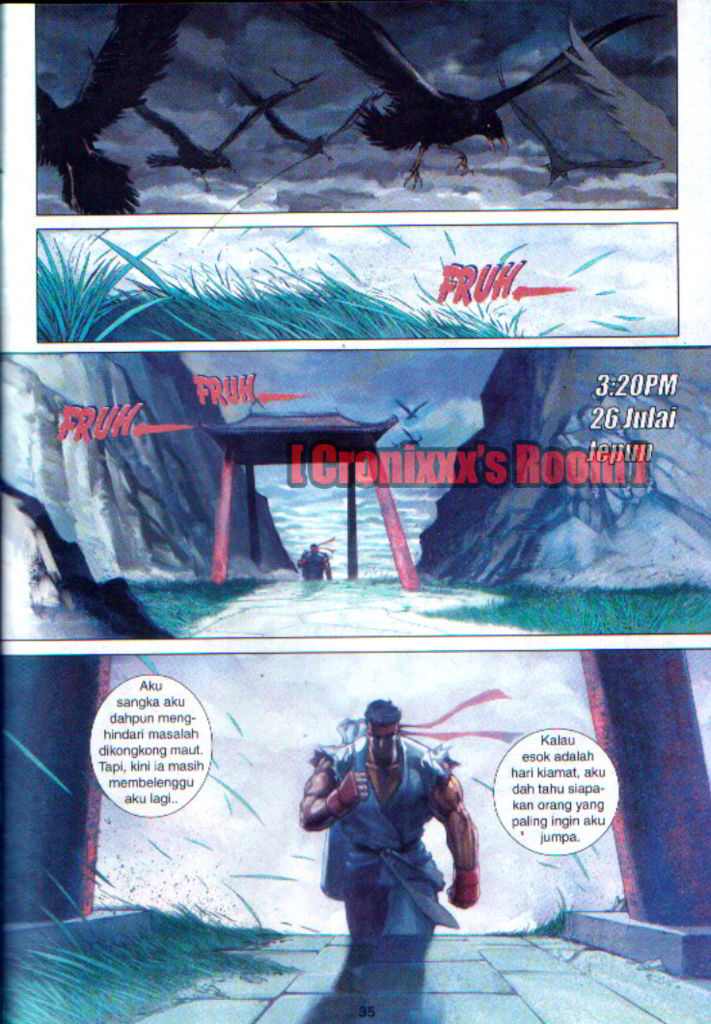 FRUH
FRUH
FRUH
3:20PM
26 Julai
Jepun
[ Cronixxx's Room ]
Aku
sangka aku
dahpun meng-
hindari masalah
dikongkong maut.
Tapi, kini ia masih
membelenggu
aku lagi..
Kalau
esok adalah
hari kiamat, aku
dah tahu siapa-
kan orang yang
paling ingin aku
jumpa.
35